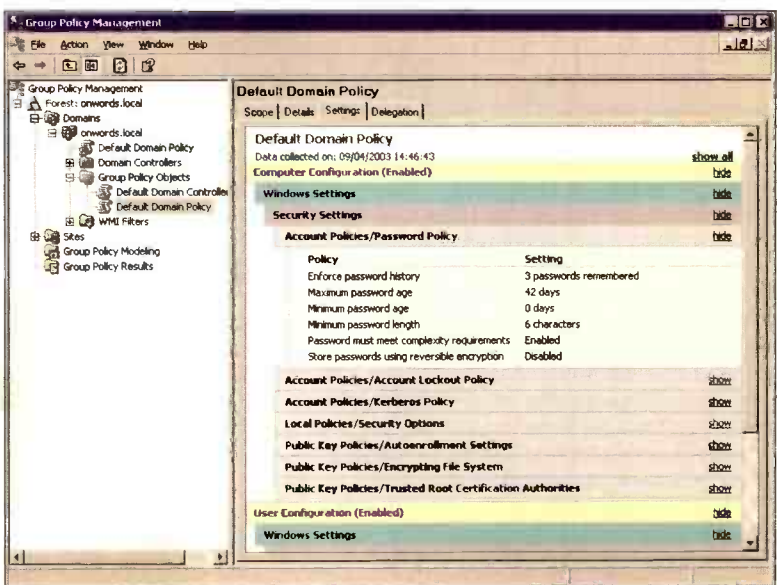 Group Policy Management
File Action View Window Help
Group Policy Management
Forest: onwords.local
Domains
onwords.local
Default Domain Policy
Domain Controllers
Group Policy Objects
Default Domain Controller
Default Domain Policy
WMI Filters
Sites
Group Policy Modeling
Group Policy Results
Default Domain Policy
Scope Details Settings Delegation
Default Domain Policy
Data collected on: 09/04/2003 14:46:43 show all
Computer Configuration (Enabled) hide
Windows Settings hide
Security Settings hide
Account Policies/Password Policy hide
Policy Setting
Enforce password history 3 passwords remembered
Maximum password age 42 days
Minimum password age 0 days
Minimum password length 6 characters
Password must meet complexity requirements Enabled
Store passwords using reversible encryption Disabled
Account Policies/Account Lockout Policy show
Account Policies/Kerberos Policy show
Local Policies/Security Options show
Public Key Policies/Autoenrollment Settings show
Public Key Policies/Encrypting File System show
Public Key Policies/Trusted Root Certification Authorities show
User Configuration (Enabled) hide
Windows Settings hide